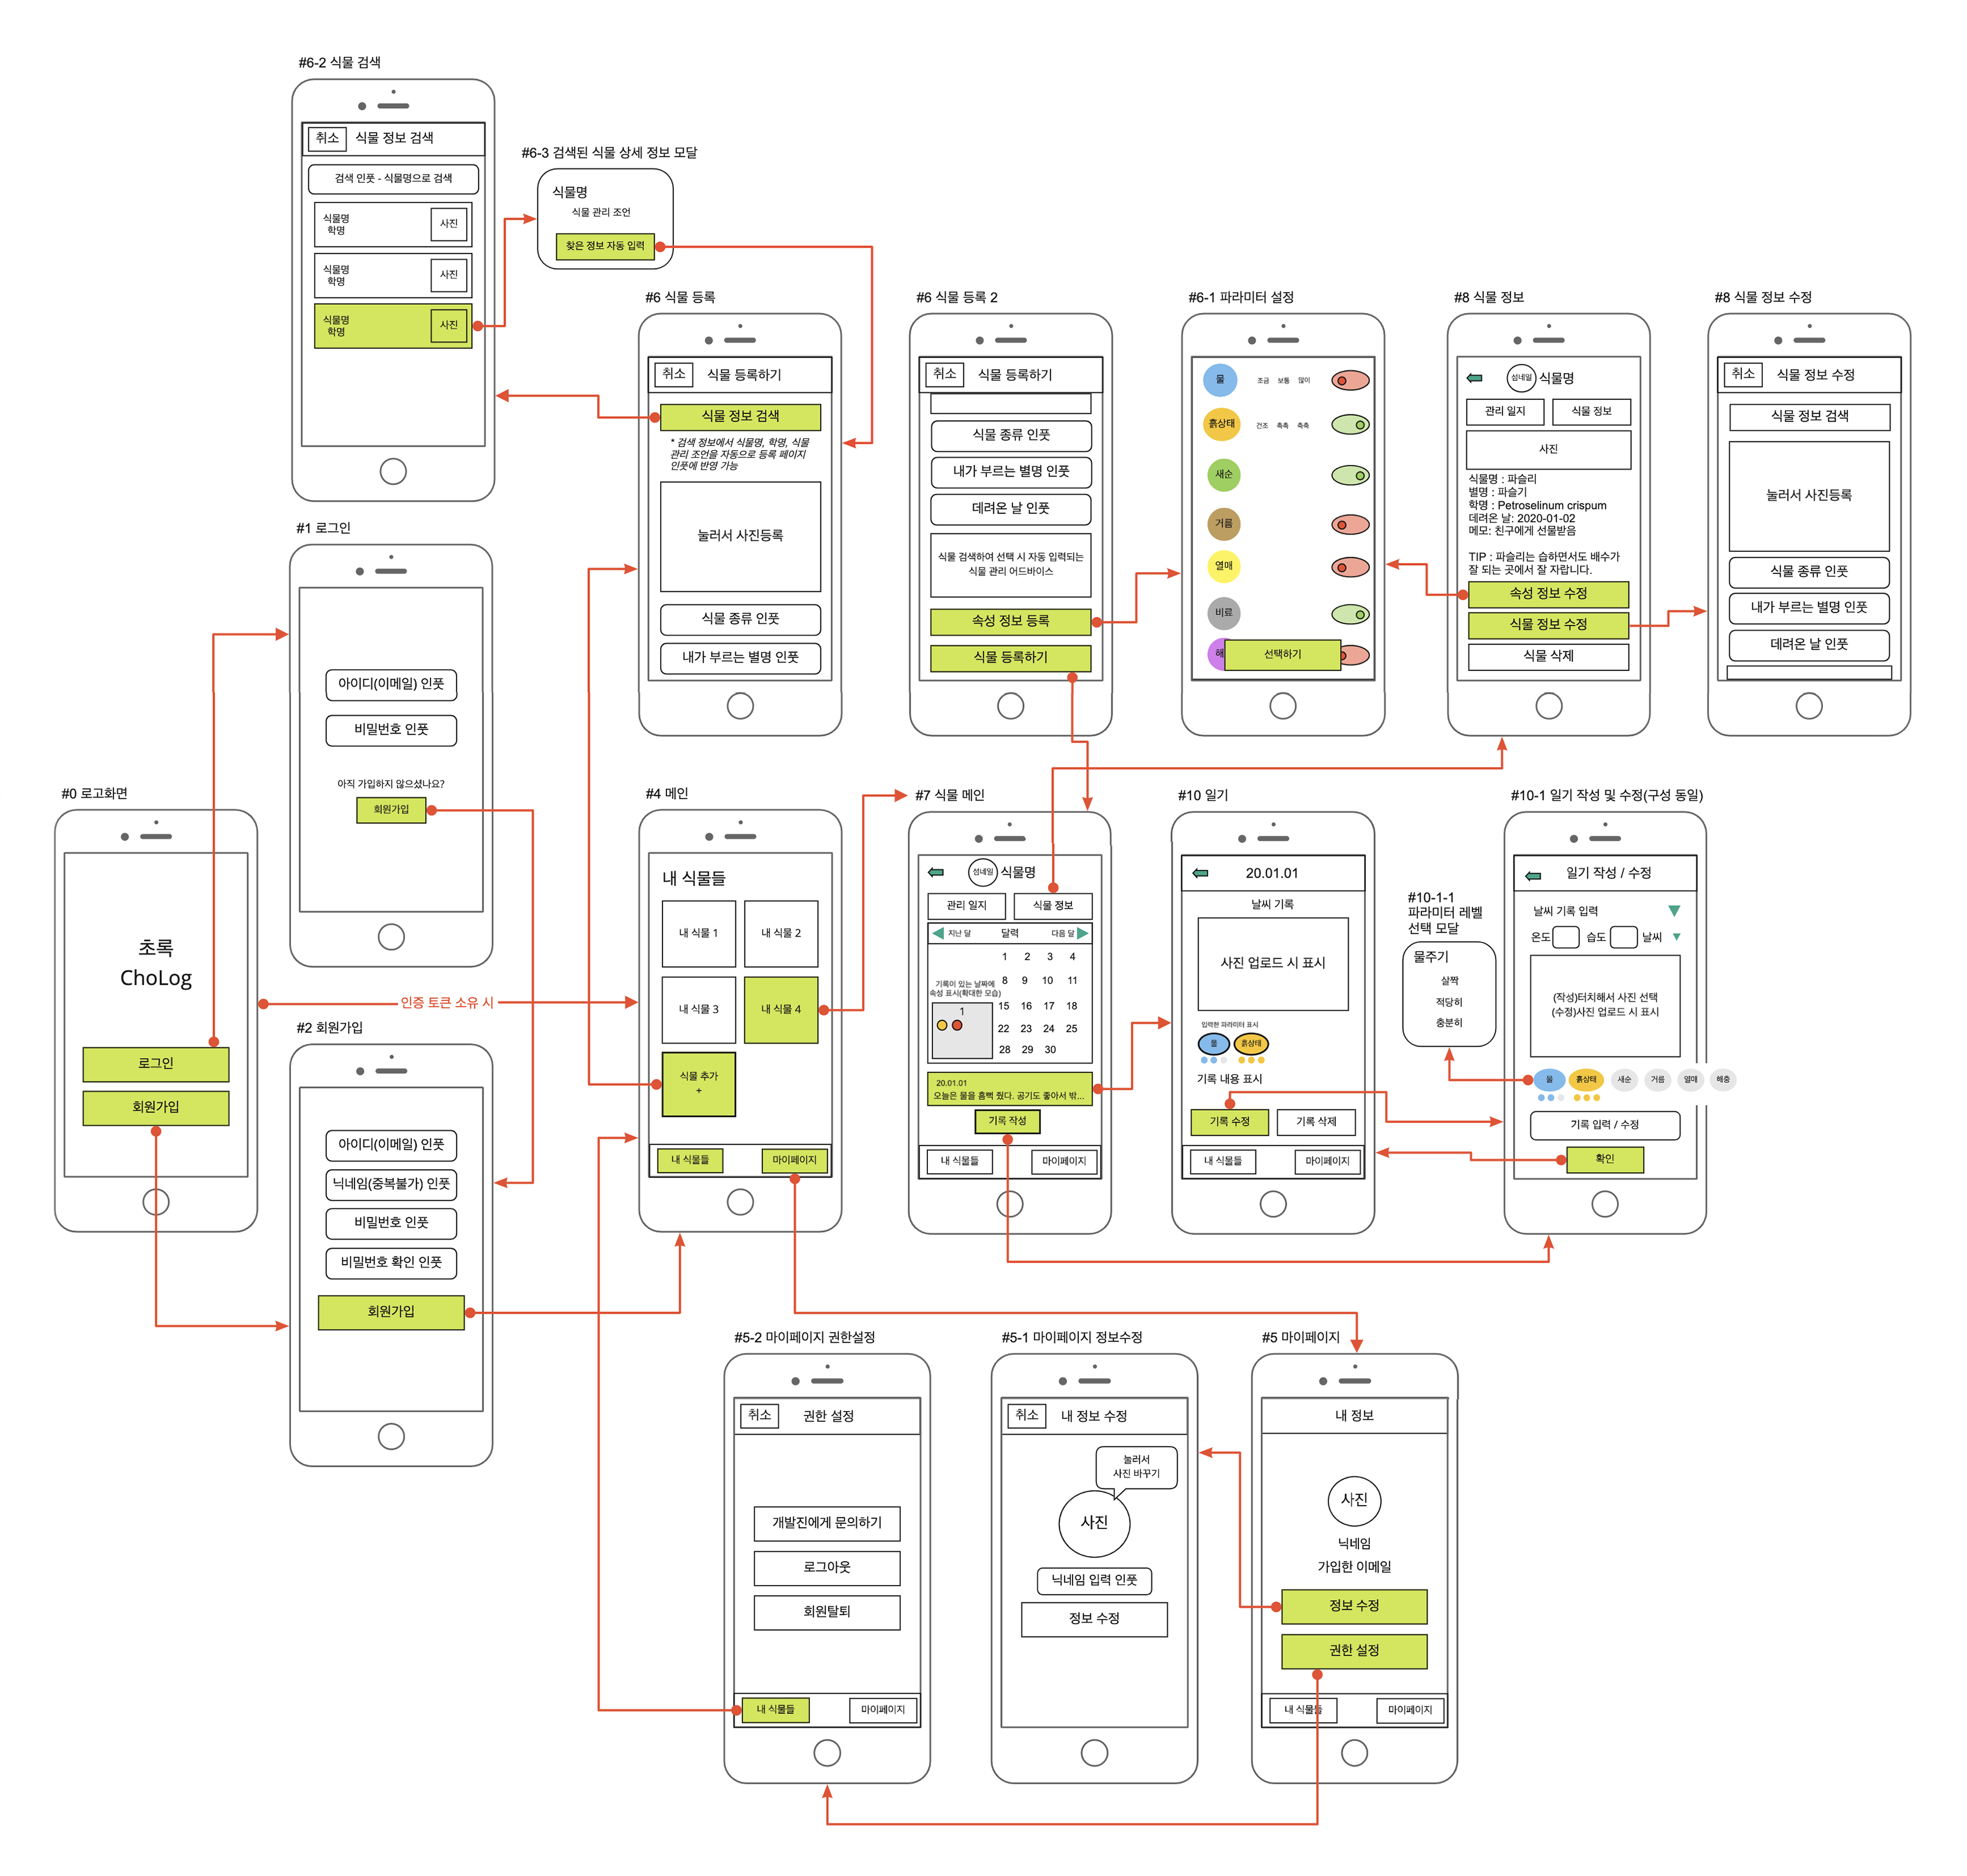 #6-2 식물 검색
취소
식물 정보 검색
검색 인풋 - 식물명으로 검색
식물명
학명
사진
식물명
학명
사진
식물명
학명
사진
#6-3 검색된 식물 상세 정보 모달
식물명
식물 관리 조언
찾은 정보 자동 입력
#6 식물 등록
취소
식물 등록하기
식물 정보 검색
* 검색 정보에서 식물명, 학명, 식물
관리 조언을 자동으로 등록 페이지
인풋에 반영 가능
눌러서 사진등록
식물 종류 인풋
내가 부르는 별명 인풋
#6 식물 등록 2
취소
식물 등록하기
식물 종류 인풋
내가 부르는 별명 인풋
데려온 날 인풋
식물 검색하여 선택 시 자동 입력되는
식물 관리 어드바이스
속성 정보 등록
식물 등록하기
#6-1 파라미터 설정
물
조금 보통 많이
흙상태
건조 촉촉 축축
새순
거름
열매
비료
해
선택하기
#8 식물 정보
섬네일
식물명
관리 일지
식물 정보
사진
식물명 : 파슬리
별명 : 파슬기
학명 : Petroselinum crispum
데려온 날: 2020-01-02
메모: 친구에게 선물받음
TIP : 파슬리는 습하면서도 배수가
잘 되는 곳에서 잘 자랍니다.
속성 정보 수정
식물 정보 수정
식물 삭제
#8 식물 정보 수정
취소
식물 정보 수정
식물 정보 검색
눌러서 사진등록
식물 종류 인풋
내가 부르는 별명 인풋
데려온 날 인풋
#1 로그인
아이디(이메일) 인풋
비밀번호 인풋
아직 가입하지 않으셨나요?
회원가입
#0 로고화면
초록
ChoLog
로그인
회원가입
인증 토큰 소유 시
#2 회원가입
아이디(이메일) 인풋
닉네임(중복불가) 인풋
비밀번호 인풋
비밀번호 확인 인풋
회원가입
#4 메인
내 식물들
내 식물 1
내 식물 2
내 식물 3
내 식물 4
식물 추가
+
내 식물들
마이페이지
#7 식물 메인
섬네일
식물명
관리 일지
식물 정보
지난 달
달력
다음 달
1 2 3 4
기록이 있는 날짜에
속성 표시(확대한 모습)
8 9 10 11
1
15 16 17 18
22 23 24 25
28 29 30
20.01.01
오늘은 물을 흠뻑 줬다. 공기도 좋아서 밖...
기록 작성
내 식물들
마이페이지
#10 일기
20.01.01
날씨 기록
사진 업로드 시 표시
입력한 파라미터 표시
물
흙상태
기록 내용 표시
기록 수정
기록 삭제
내 식물들
마이페이지
#10-1-1
파라미터 레벨
선택 모달
물주기
살짝
적당히
충분히
#10-1 일기 작성 및 수정(구성 동일)
일기 작성 / 수정
날씨 기록 입력
온도
습도
날씨
(작성)터치해서 사진 선택
(수정)사진 업로드 시 표시
물
흙상태
새순
거름
열매
해충
기록 입력 / 수정
확인
#5-2 마이페이지 권한설정
취소
권한 설정
개발진에게 문의하기
로그아웃
회원탈퇴
내 식물들
마이페이지
#5-1 마이페이지 정보수정
취소
내 정보 수정
눌러서
사진 바꾸기
사진
닉네임 입력 인풋
정보 수정
#5 마이페이지
내 정보
사진
닉네임
가입한 이메일
정보 수정
권한 설정
내 식물들
마이페이지